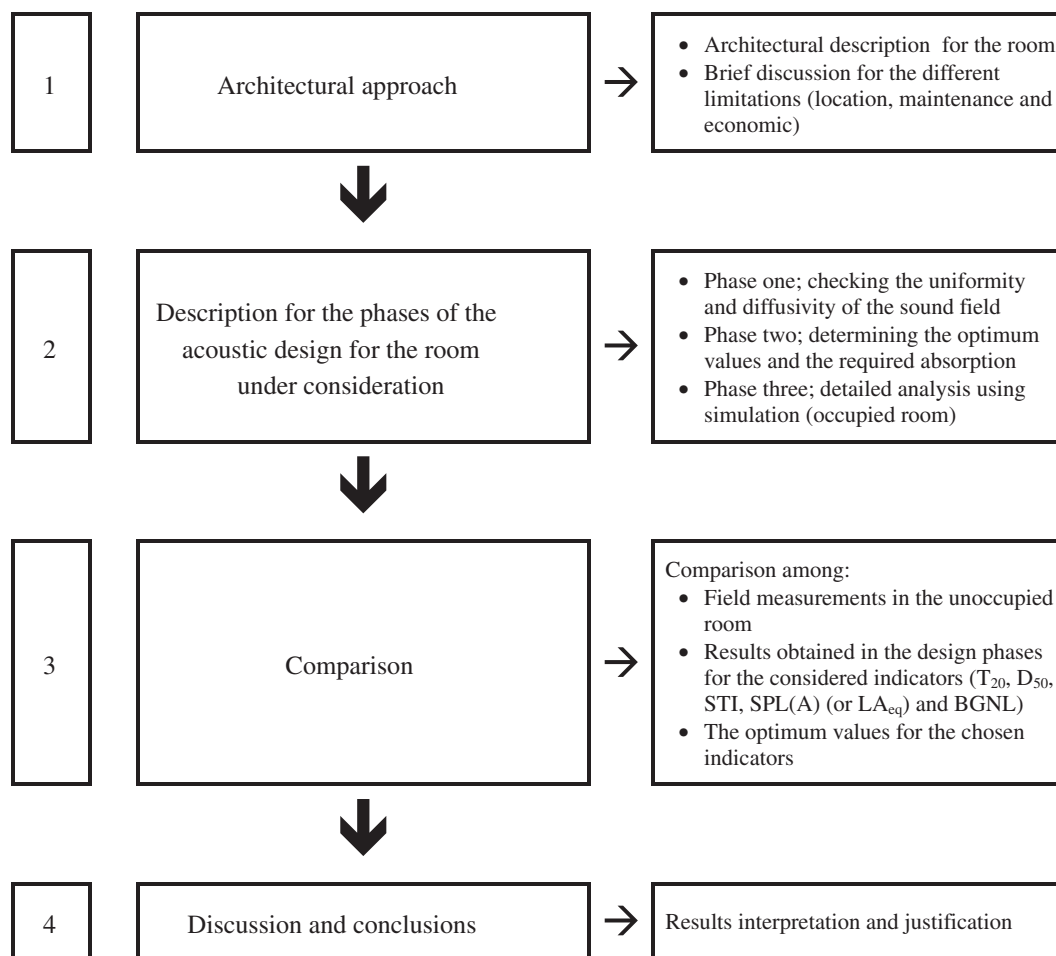 1
Architectural approach
→
• Architectural description for the room
• Brief discussion for the different
limitations (location, maintenance and
economic)
2
Description for the phases of the
acoustic design for the room
under consideration
→
• Phase one; checking the uniformity
and diffusivity of the sound field
• Phase two; determining the optimum
values and the required absorption
• Phase three; detailed analysis using
simulation (occupied room)
3
Comparison
→
Comparison among:
• Field measurements in the unoccupied
room
• Results obtained in the design phases
for the considered indicators (T₂₀, D₅₀,
STI, SPL(A) (or LAeq) and BGNL)
• The optimum values for the chosen
indicators
4
Discussion and conclusions
→
Results interpretation and justification